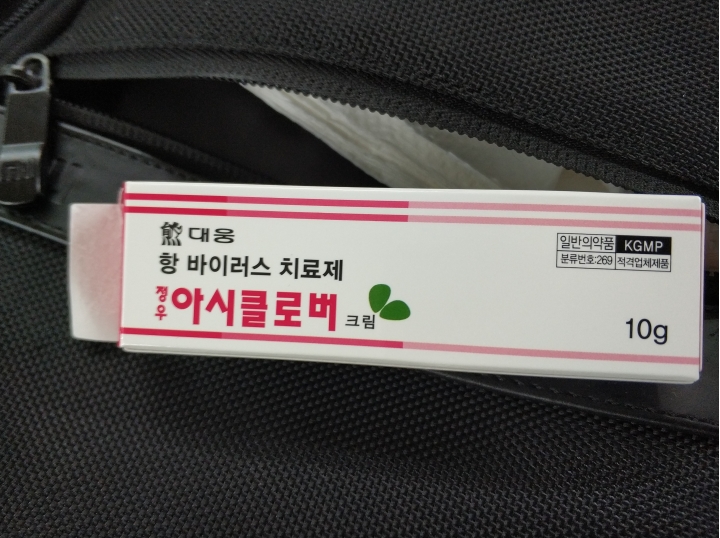 대웅
항 바이러스 치료제
정우 아시클로버 크림
일반의약품 KGMP
분류번호:269 적격업체제품
10g